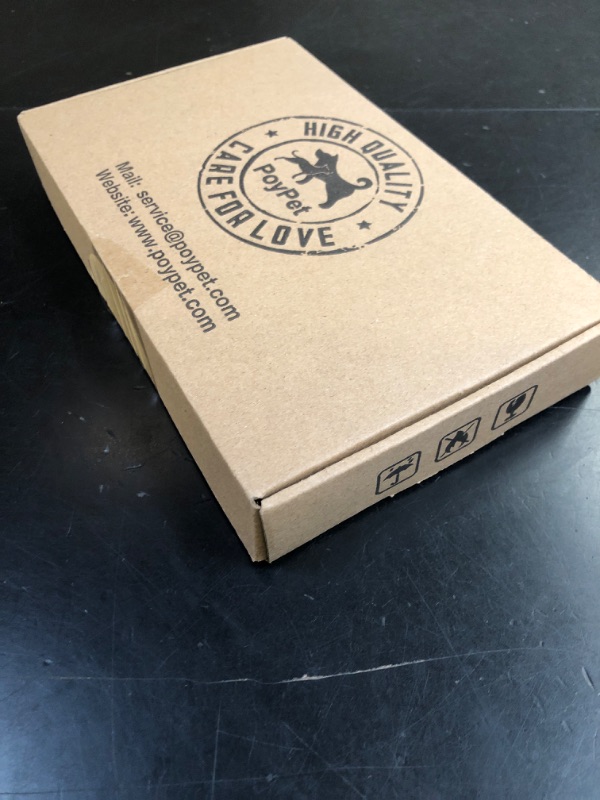 HIGH QUALITY
PoyPet
CARE FOR LOVE
Mail: service@poypet.com
Website: www.poypet.com